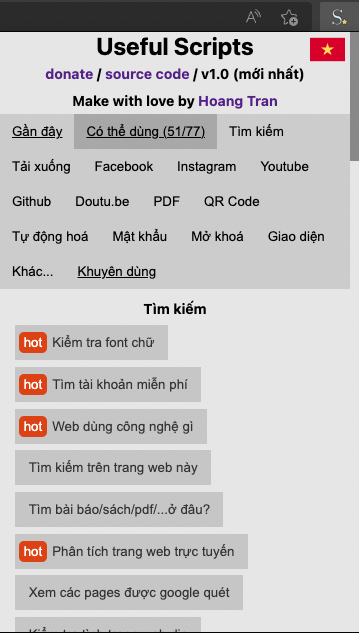 Useful Scripts
donate / source code / v1.0 (mới nhất)
Make with love by Hoang Tran
Gần đây Có thể dùng (51/77) Tìm kiếm
Tải xuống Facebook Instagram Youtube
Github Doutu.be PDF QR Code
Tự động hoá Mật khẩu Mở khoá Giao diện
Khác... Khuyên dùng
Tìm kiếm
hot Kiểm tra font chữ
hot Tìm tài khoản miễn phí
hot Web dùng công nghệ gì
Tìm kiếm trên trang web này
Tìm bài báo/sách/pdf/...ở đâu?
hot Phân tích trang web trực tuyến
Xem các pages được google quét